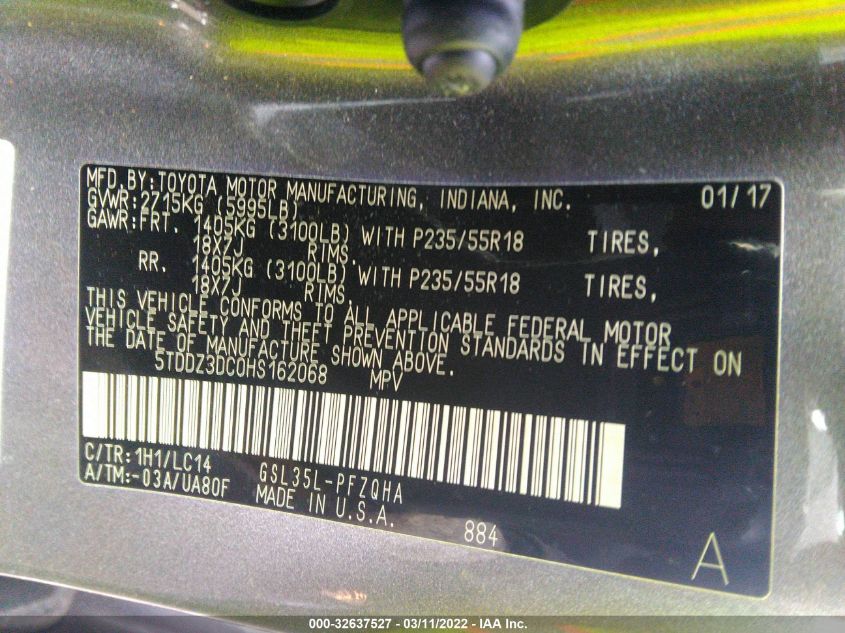 MFD.BY:TOYOTA MOTOR MANUFACTURING, INDIANA, INC. 01/17
GVWR:2715KG (5995LB)
GAWR:FRT. 1405KG (3100LB) WITH P235/55R18 TIRES,
18X7J RIMS.
RR. 1405KG (3100LB) WITH P235/55R18 TIRES,
18X7J RIMS.
THIS VEHICLE CONFORMS TO ALL APPLICABLE FEDERAL MOTOR
VEHICLE SAFETY AND THEFT PREVENTION STANDARDS IN EFFECT ON
THE DATE OF MANUFACTURE SHOWN ABOVE.
5TDDZ3DC0HS162068 MPV
C/TR:1H1/LC14 GSL35L-PFZQHA
A/TM:-03A/UA80F MADE IN U.S.A. 884
A
000-32637527 - 03/11/2022 - IAA Inc.